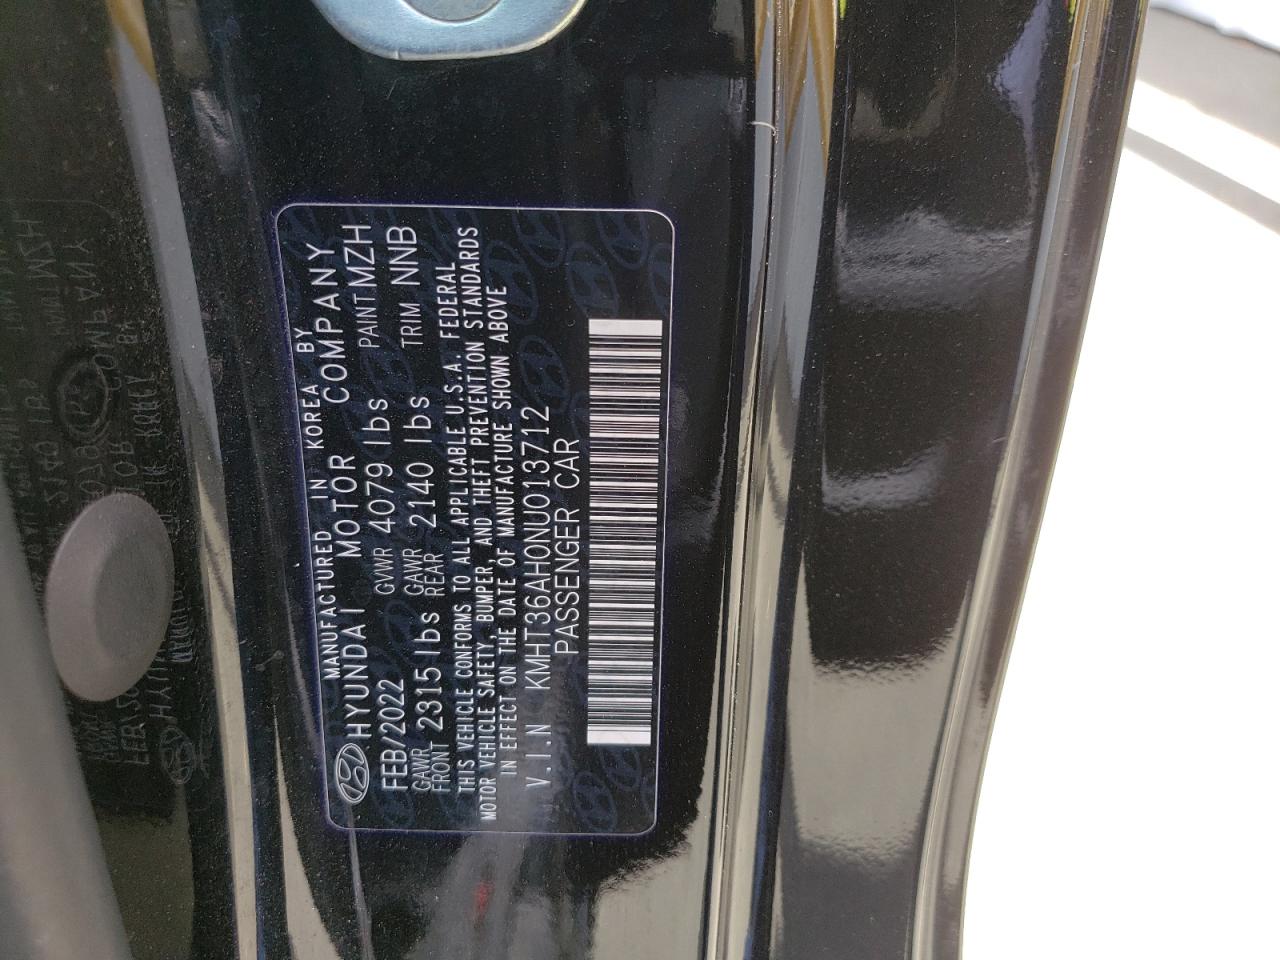 MANUFACTURED IN KOREA BY
HYUNDAI MOTOR COMPANY
FEB/2022 GVWR 4079 lbs PAINT MZH
GAWR FRONT 2315 lbs GAWR REAR 2140 lbs TRIM NNB
THIS VEHICLE CONFORMS TO ALL APPLICABLE U.S.A. FEDERAL
MOTOR VEHICLE SAFETY, BUMPER, AND THEFT PREVENTION STANDARDS
IN EFFECT ON THE DATE OF MANUFACTURE SHOWN ABOVE
V.I.N KMHT36AH0NU013712
PASSENGER CAR